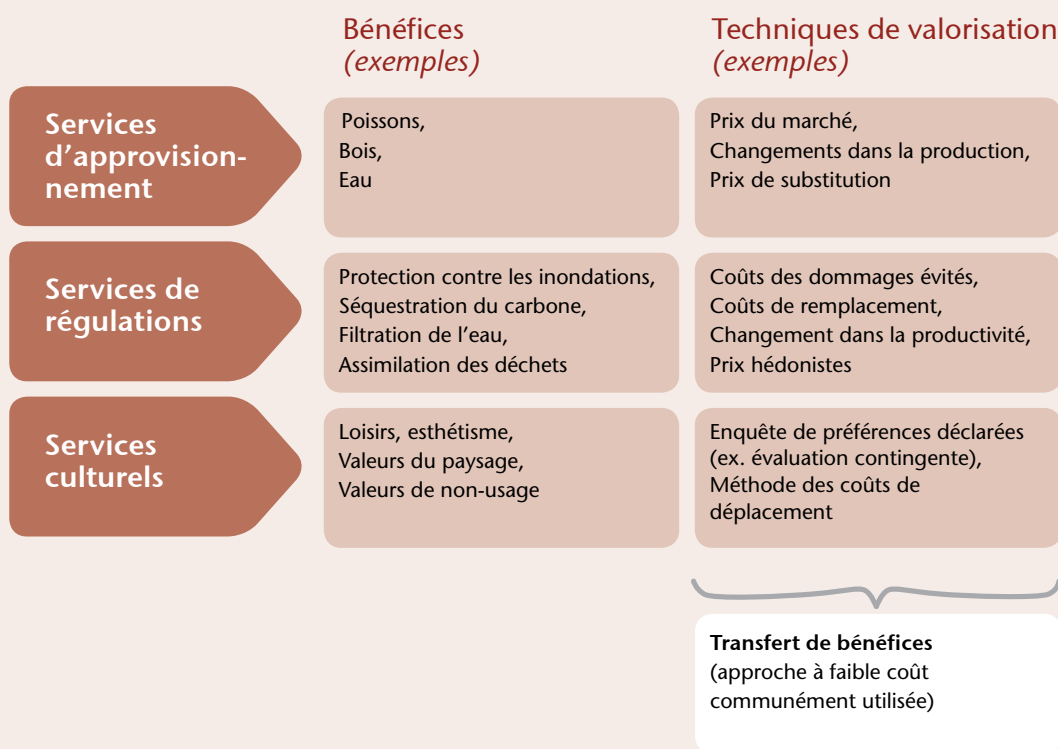 Bénéfices
(exemples)
Techniques de valorisation
(exemples)
Services
d’approvision-
nement
Poissons,
Bois,
Eau
Prix du marché,
Changements dans la production,
Prix de substitution
Services de
régulations
Protection contre les inondations,
Séquestration du carbone,
Filtration de l’eau,
Assimilation des déchets
Coûts des dommages évités,
Coûts de remplacement,
Changement dans la productivité,
Prix hédonistes
Services
culturels
Loisirs, esthétisme,
Valeurs du paysage,
Valeurs de non-usage
Enquête de préférences déclarées
(ex. évaluation contingente),
Méthode des coûts de
déplacement
Transfert de bénéfices
(approche à faible coût
communément utilisée)